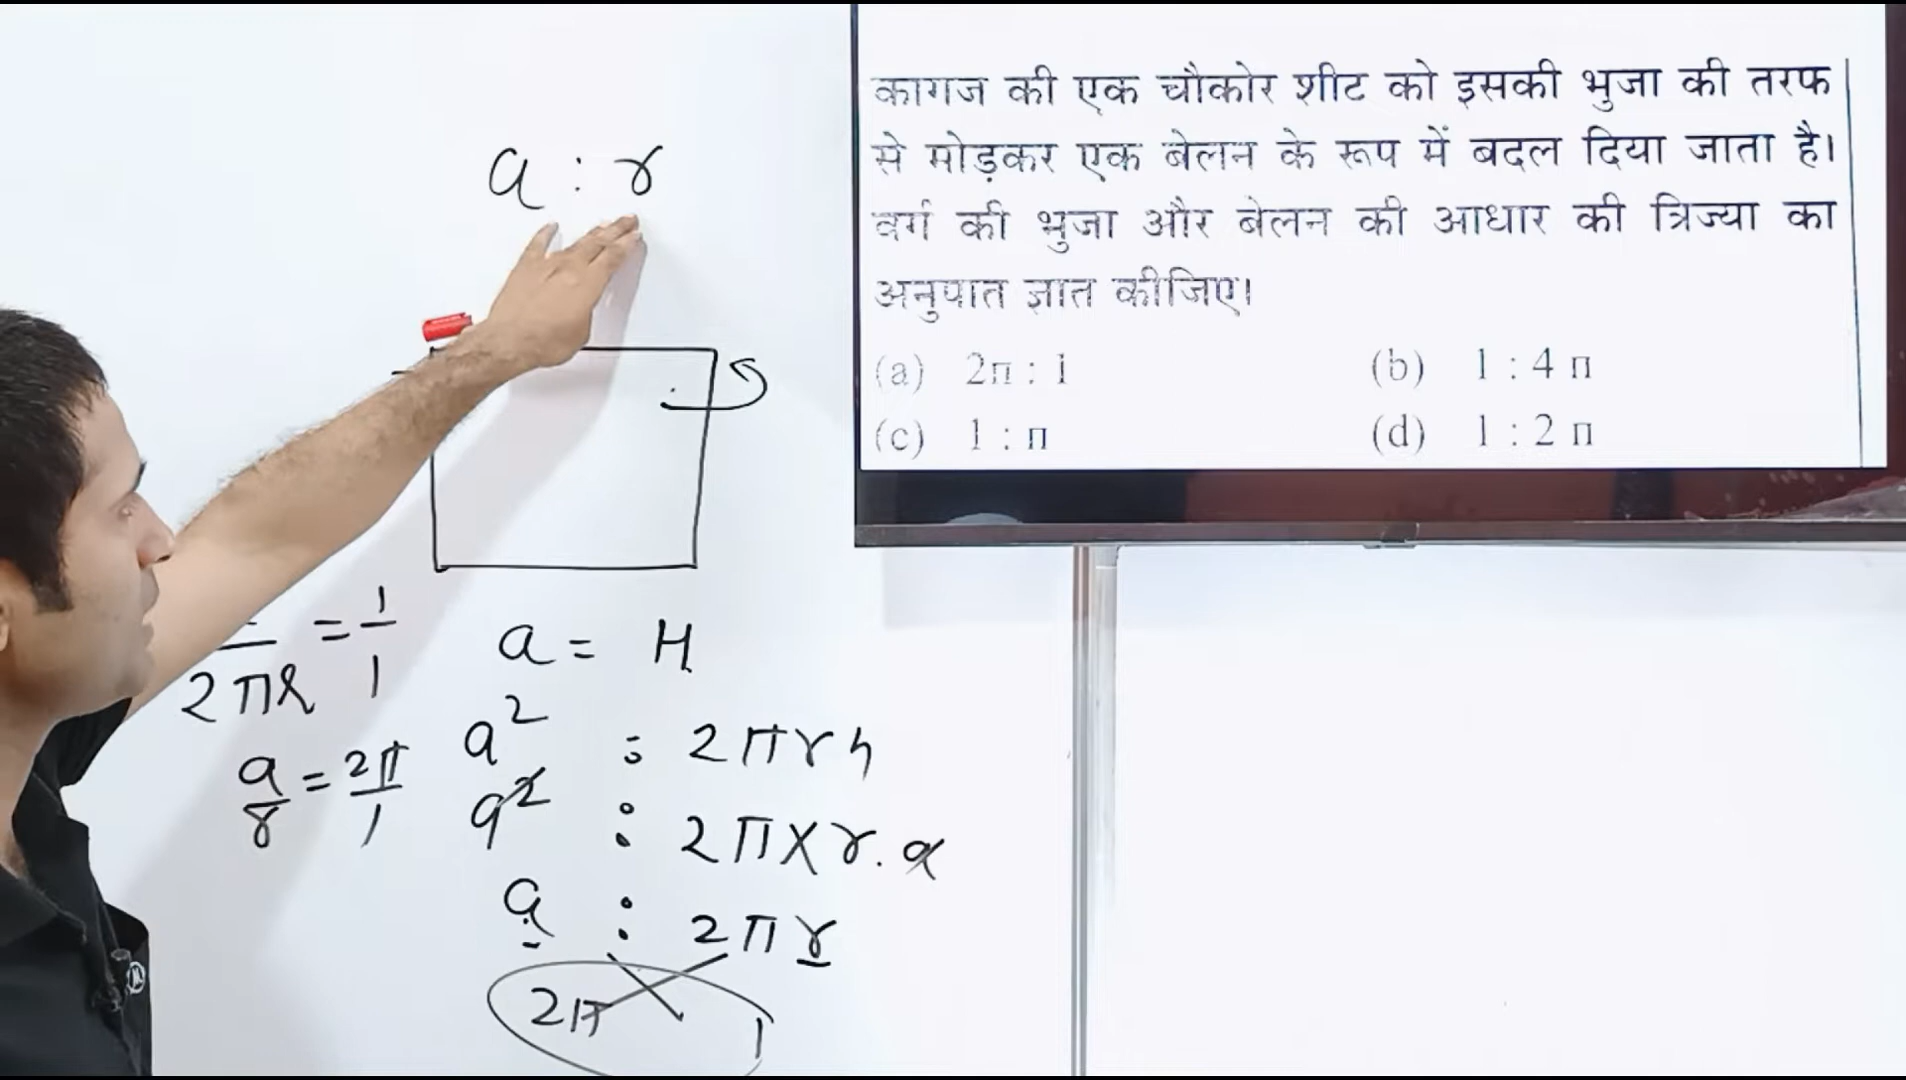 a : r
कागज की एक चौकोर शीट को इसकी भुजा की तरफ
से मोड़कर एक बेलन के रूप में बदल दिया जाता है।
वर्ग की भुजा और बेलन की आधार की त्रिज्या का
अनुपात ज्ञात कीजिए।
(a) 2π : 1 (b) 1 : 4 π
(c) 1 : π (d) 1 : 2 π
2πr = 1/1
a/r = 2π/1
a = H
a² : 2πrh
a² : 2π×r.a
a : 2πr
2π 1